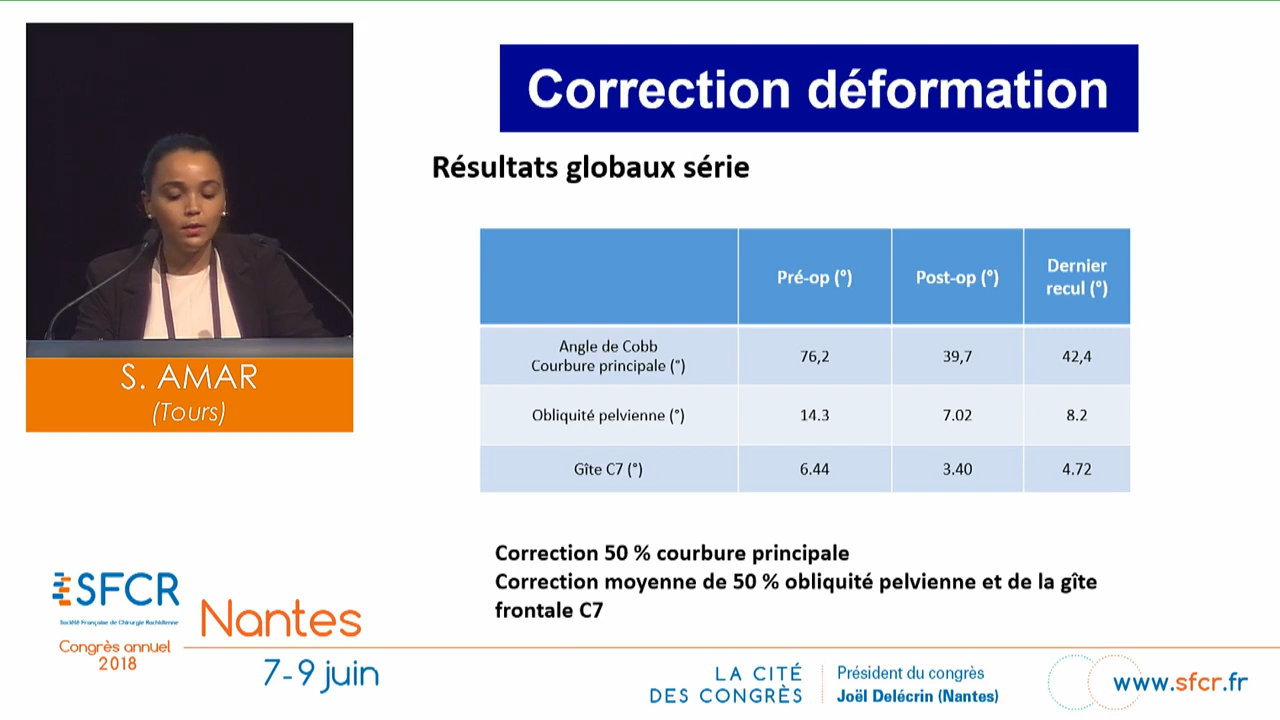 Correction déformation
Résultats globaux série
Pré-op (°)
Post-op (°)
Dernier
recul (°)
Angle de Cobb
Courbure principale (°)
76,2
39,7
42,4
Obliquité pelvienne (°)
14.3
7.02
8.2
Gîte C7 (°)
6.44
3.40
4.72
Correction 50 % courbure principale
Correction moyenne de 50 % obliquité pelvienne et de la gîte
frontale C7
S. AMAR
(Tours)
SFCR
Société Française de Chirurgie Rachidienne
Congrès annuel
2018
Nantes
7-9 juin
LA CITÉ
DES CONGRÈS
Président du congrès
Joël Delécrin (Nantes)
www.sfcr.fr